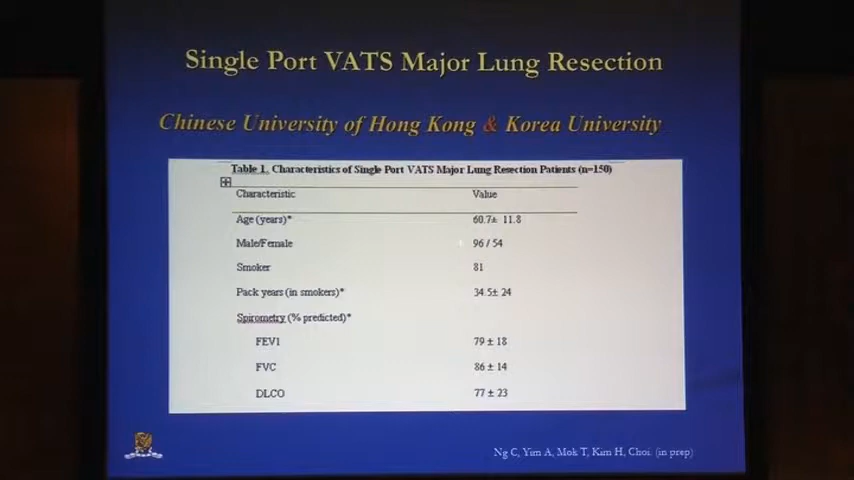 Single Port VATS Major Lung Resection
Chinese University of Hong Kong & Korea University
Table 1. Characteristics of Single Port VATS Major Lung Resection Patients (n=150)
Characteristic Value
Age (years)* 60.7± 11.8
Male/Female 96 / 54
Smoker 81
Pack years (in smokers)* 34.5± 24
Spirometry (% predicted)*
FEV1 79 ± 18
FVC 86 ± 14
DLCO 77 ± 23
Ng C, Yim A, Mok T, Kim H, Choi. (in prep)